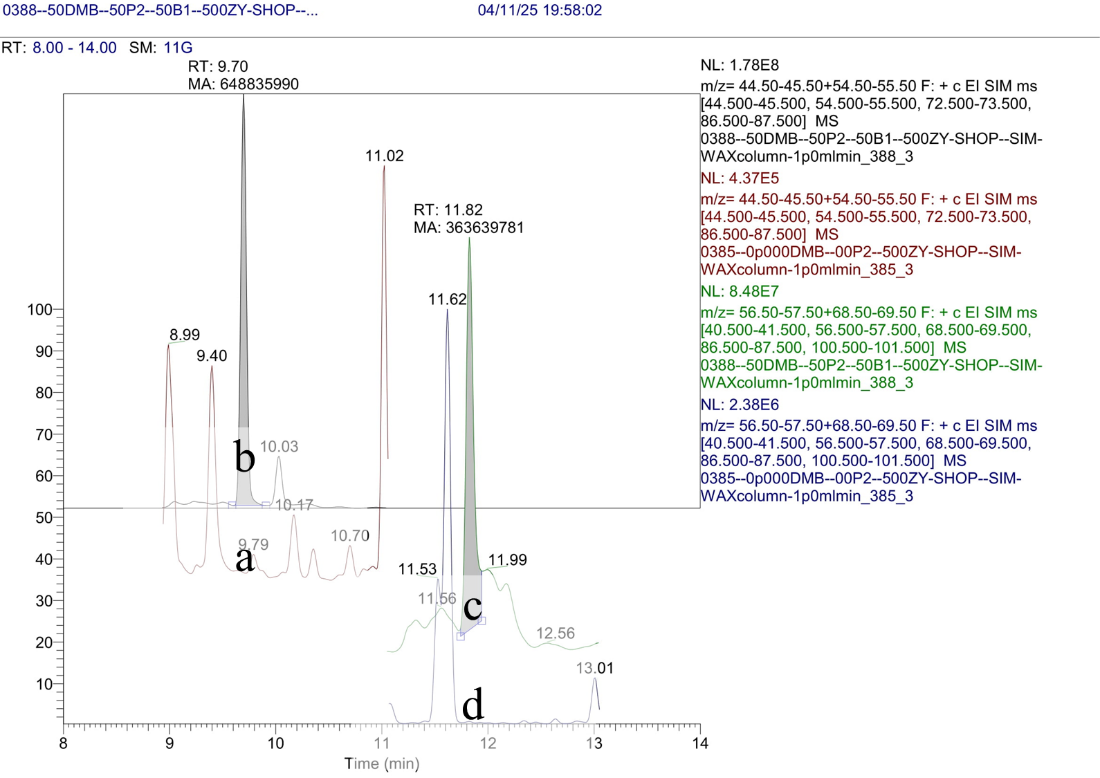 0388--50DMB--50P2--50B1--500ZY-SHOP--...
04/11/25 19:58:02
RT: 8.00 - 14.00 SM: 11G
RT: 9.70
MA: 648835990
NL: 1.78E8
m/z= 44.50-45.50+54.50-55.50 F: + c EI SIM ms
[44.500-45.500, 54.500-55.500, 72.500-73.500,
86.500-87.500] MS
0388--50DMB--50P2--50B1--500ZY-SHOP--SIM-
WAXcolumn-1p0mlmin_388_3
NL: 4.37E5
m/z= 44.50-45.50+54.50-55.50 F: + c EI SIM ms
[44.500-45.500, 54.500-55.500, 72.500-73.500,
86.500-87.500] MS
0385--0p000DMB--00P2--500ZY-SHOP--SIM-
WAXcolumn-1p0mlmin_385_3
NL: 8.48E7
m/z= 56.50-57.50+68.50-69.50 F: + c EI SIM ms
[40.500-41.500, 56.500-57.500, 68.500-69.500,
86.500-87.500, 100.500-101.500] MS
0388--50DMB--50P2--50B1--500ZY-SHOP--SIM-
WAXcolumn-1p0mlmin_388_3
NL: 2.38E6
m/z= 56.50-57.50+68.50-69.50 F: + c EI SIM ms
[40.500-41.500, 56.500-57.500, 68.500-69.500,
86.500-87.500, 100.500-101.500] MS
0385--0p000DMB--00P2--500ZY-SHOP--SIM-
WAXcolumn-1p0mlmin_385_3
11.02
RT: 11.82
MA: 363639781
11.62
8.99
9.40
b
10.03
10.17
9.79
a
10.70
11.53
11.56
11.99
c
12.56
13.01
d
100
90
80
70
60
50
40
30
20
10
8
9
10
11
12
13
14
Time (min)